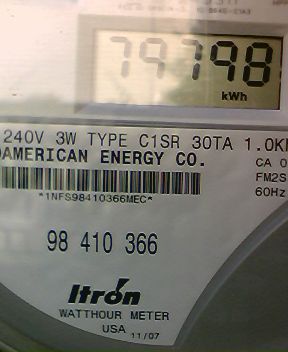 79798
kWh
240V 3W TYPE C1SR 30TA 1.0K
AMERICAN ENERGY CO.
CA 0
FM2S
60Hz
*1NFS98410366MEC*
98 410 366
Itron
WATTHOUR METER
USA 11/07